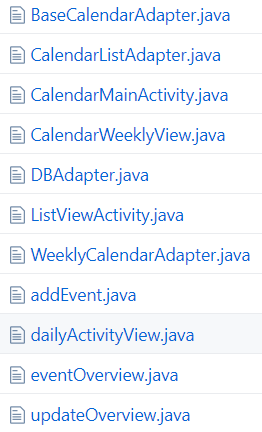 BaseCalendarAdapter.java
CalendarListAdapter.java
CalendarMainActivity.java
CalendarWeeklyView.java
DBAdapter.java
ListViewActivity.java
WeeklyCalendarAdapter.java
addEvent.java
dailyActivityView.java
eventOverview.java
updateOverview.java